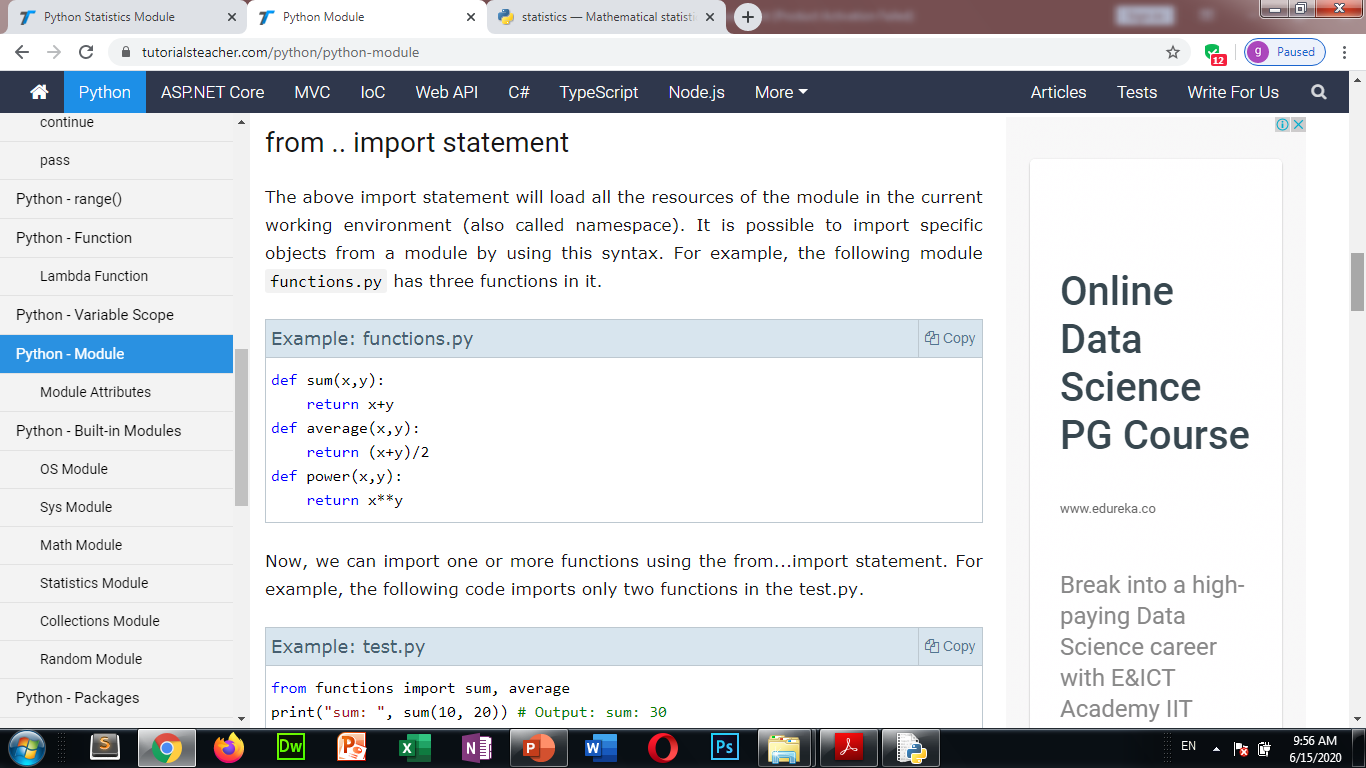 Python Statistics Module
Python Module
statistics — Mathematical statisti
tutorialsteacher.com/python/python-module
12
g Paused
Python ASP.NET Core MVC IoC Web API C# TypeScript Node.js More Articles Tests Write For Us
continue
pass
Python - range()
Python - Function
Lambda Function
Python - Variable Scope
Python - Module
Module Attributes
Python - Built-in Modules
OS Module
Sys Module
Math Module
Statistics Module
Collections Module
Random Module
Python - Packages
from .. import statement
The above import statement will load all the resources of the module in the current
working environment (also called namespace). It is possible to import specific
objects from a module by using this syntax. For example, the following module
functions.py has three functions in it.
Example: functions.py Copy
def sum(x,y):
    return x+y
def average(x,y):
    return (x+y)/2
def power(x,y):
    return x**y
Now, we can import one or more functions using the from...import statement. For
example, the following code imports only two functions in the test.py.
Example: test.py Copy
from functions import sum, average
print("sum: ", sum(10, 20)) # Output: sum: 30
Online
Data
Science
PG Course
www.edureka.co
Break into a high-
paying Data
Science career
with E&ICT
Academy IIT
S Dw P X N P W Ps
EN
9:56 AM
6/15/2020